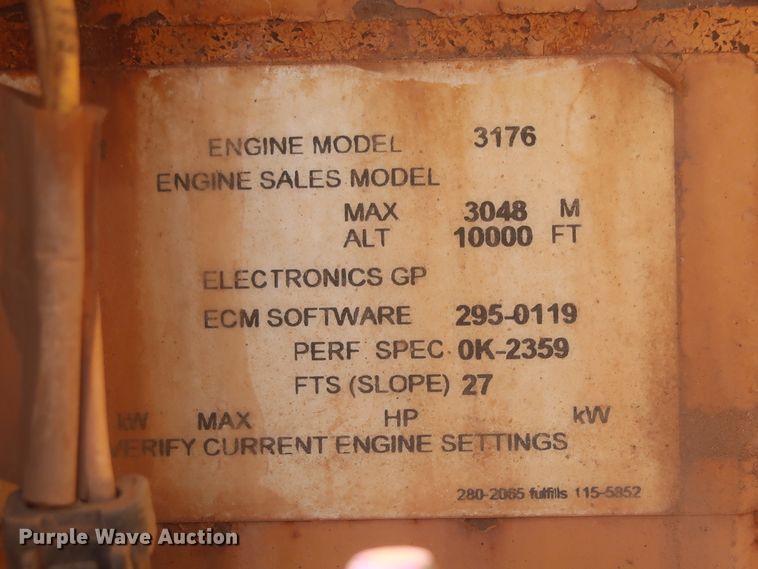 ENGINE MODEL 3176
ENGINE SALES MODEL
MAX 3048 M
ALT 10000 FT
ELECTRONICS GP
ECM SOFTWARE 295-0119
PERF SPEC 0K-2359
FTS (SLOPE) 27
kW MAX HP kW
VERIFY CURRENT ENGINE SETTINGS
280-2065 fulfills 115-5852
Purple Wave Auction